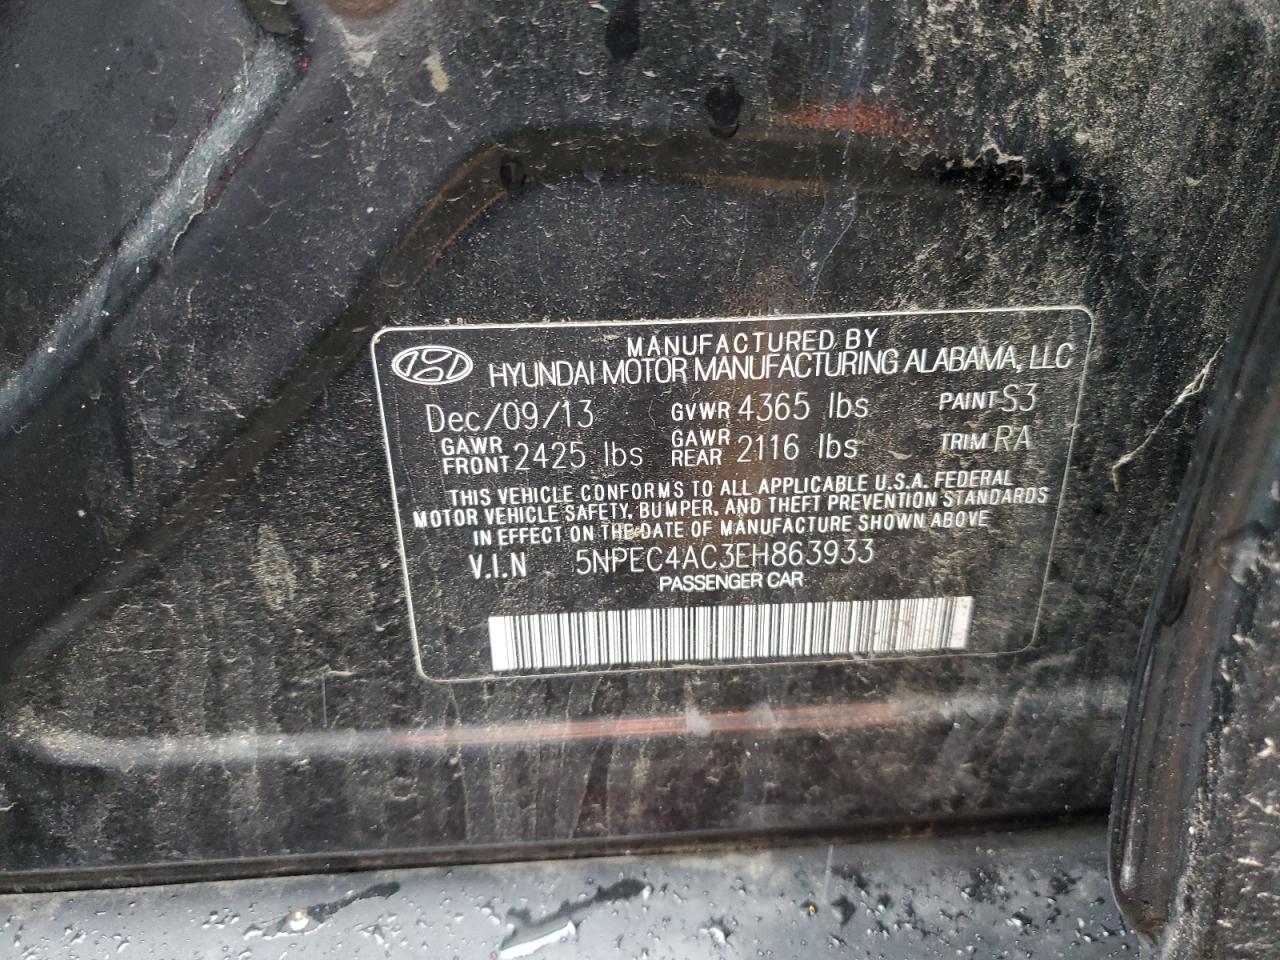 MANUFACTURED BY
HYUNDAI MOTOR MANUFACTURING ALABAMA, LLC
Dec/09/13 GVWR 4365 lbs PAINT S3
GAWR FRONT 2425 lbs GAWR REAR 2116 lbs TRIM RA
THIS VEHICLE CONFORMS TO ALL APPLICABLE U.S.A. FEDERAL
MOTOR VEHICLE SAFETY, BUMPER, AND THEFT PREVENTION STANDARDS
IN EFFECT ON THE DATE OF MANUFACTURE SHOWN ABOVE
V.I.N 5NPEC4AC3EH863933
PASSENGER CAR